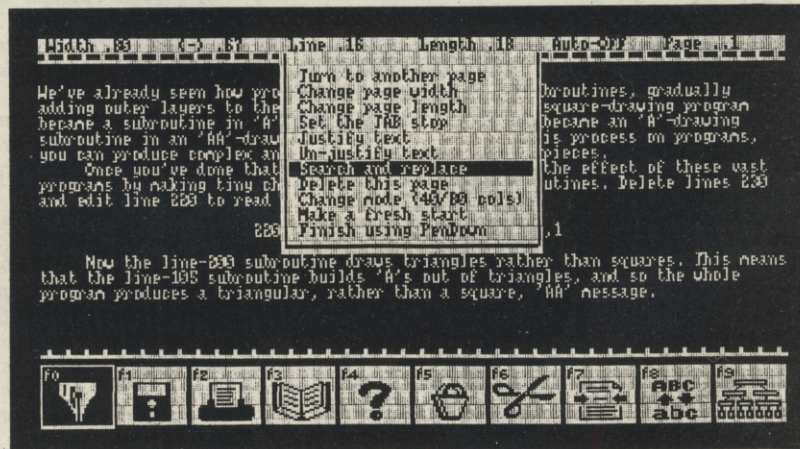 Width .80 (-) .67 Line .16 Length .18 Auto-Off Page ..1
Turn to another page
Change page width
Change page length
Set the TAB stop
Justify text
Un-justify text
Search and replace
Delete this page
Change mode (40/80 cols)
Make a fresh start
Finish using PenDown
We've already seen how pro broutines, gradually
adding outer layers to the square-drawing program
became a subroutine in 'A' became an 'A'-drawing
subroutine in an 'AA'-draw is process on programs,
you can produce complex an pieces.
Once you've done that the effect of these vast
programs by making tiny ch utines. Delete lines 230
and edit line 220 to read
220 ,1
Now the line-200 subroutine draws triangles rather than squares. This means
that the line-105 subroutine builds 'A's out of triangles, and so the whole
program produces a triangular, rather than a square, 'AA' message.
f0 f1 f2 f3 f4 f5 f6 f7 f8 f9
?
ABC
abc